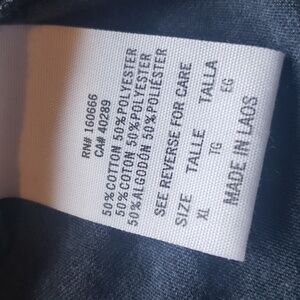 RN# 160666
CA# 40289
50%COTTON 50%POLYESTER
50%COTON 50%POLYESTER
50%ALGODÓN 50%POLIÉSTER
SEE REVERSE FOR CARE
SIZE TALLE TALLA
XL TG EG
MADE IN LAOS